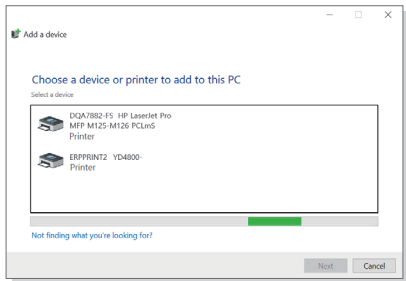 Add a device
Choose a device or printer to add to this PC
Select a device
DQA7882-FS HP LaserJet Pro
MFP M125-M126 PCLmS
Printer
ERPPRINT2 YD4800-
Printer
Not finding what you're looking for?
Next
Cancel